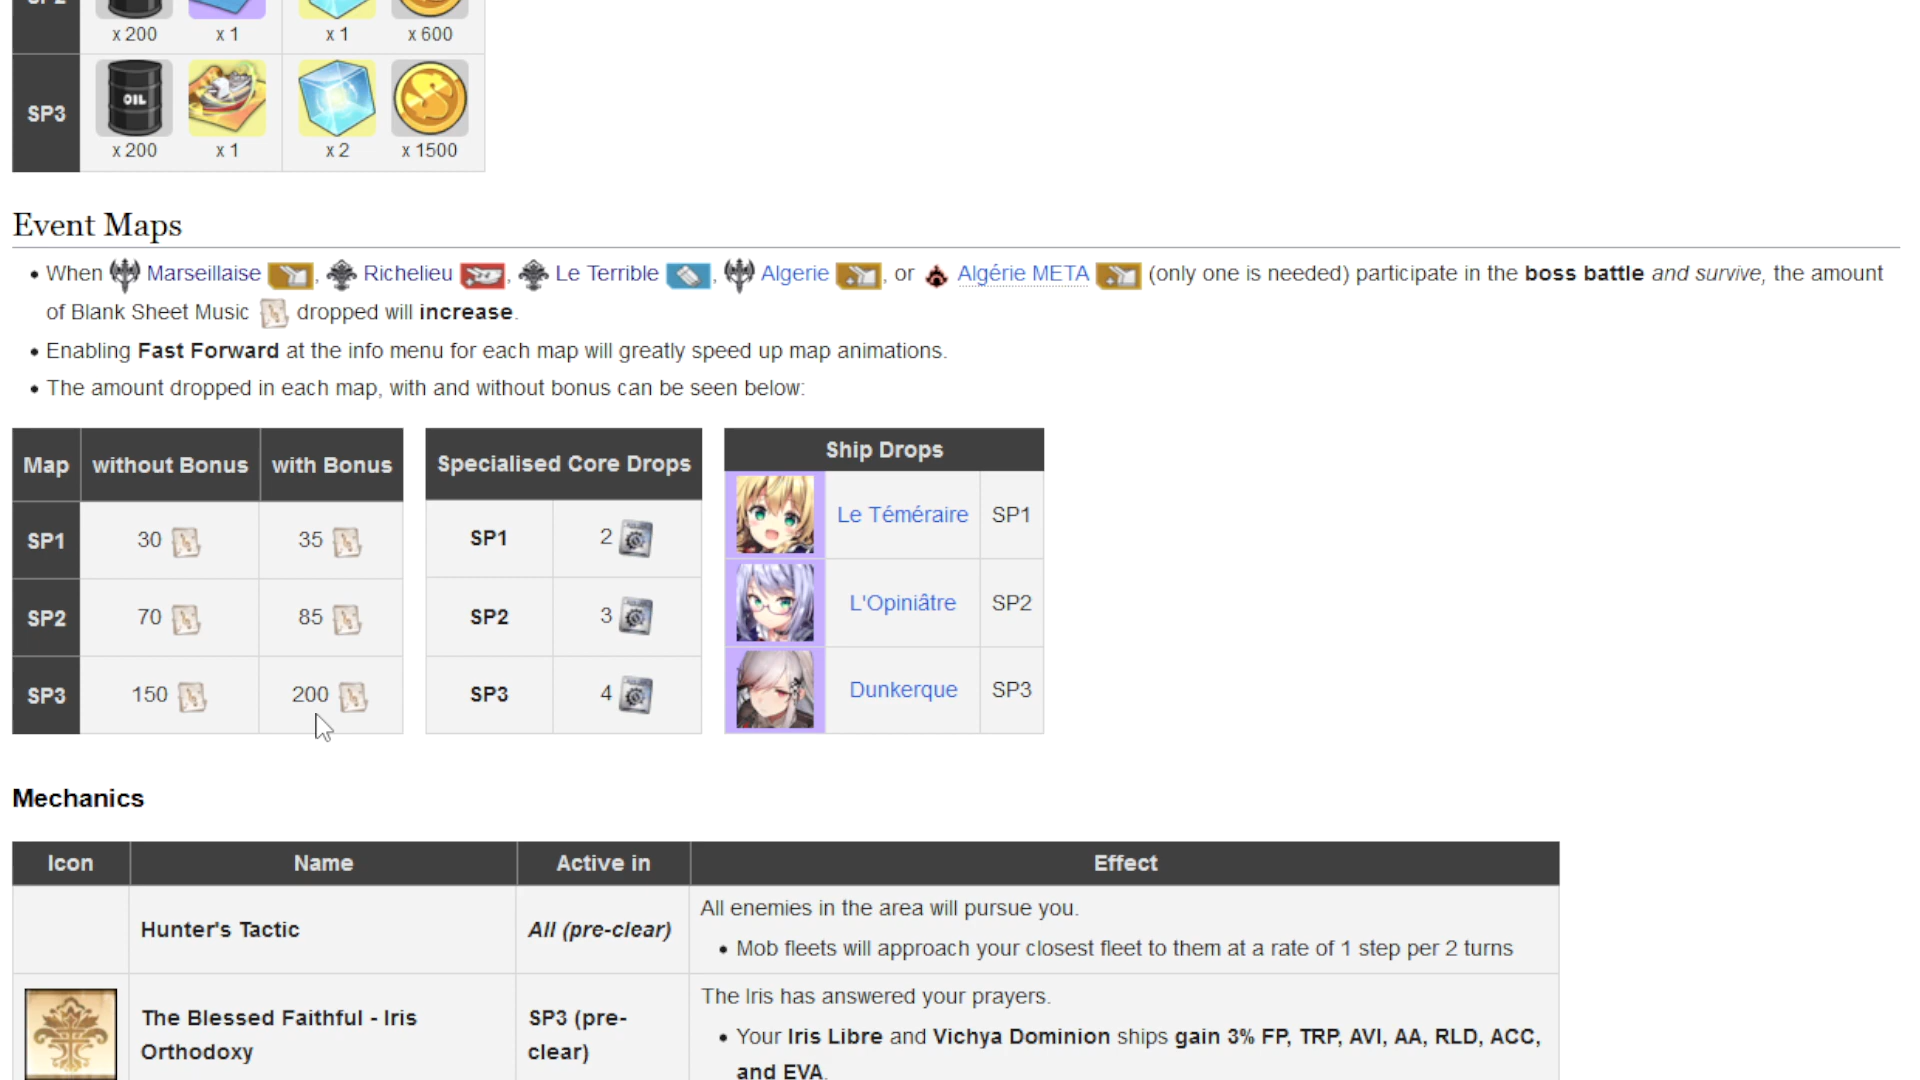 x 200 x 1 x 1 x 600
SP3
OIL
x 200 x 1 x 2 x 1500
Event Maps
• When Marseillaise , Richelieu , Le Terrible , Algerie , or Algérie META (only one is needed) participate in the boss battle and survive, the amount
of Blank Sheet Music dropped will increase.
• Enabling Fast Forward at the info menu for each map will greatly speed up map animations.
• The amount dropped in each map, with and without bonus can be seen below:
Map without Bonus with Bonus
SP1 30 35
SP2 70 85
SP3 150 200
Specialised Core Drops
SP1 2
SP2 3
SP3 4
Ship Drops
Le Téméraire SP1
L'Opiniâtre SP2
Dunkerque SP3
Mechanics
Icon Name Active in Effect
Hunter's Tactic All (pre-clear) All enemies in the area will pursue you.
• Mob fleets will approach your closest fleet to them at a rate of 1 step per 2 turns
The Blessed Faithful - Iris
Orthodoxy
SP3 (pre-
clear)
The Iris has answered your prayers.
• Your Iris Libre and Vichya Dominion ships gain 3% FP, TRP, AVI, AA, RLD, ACC,
and EVA.